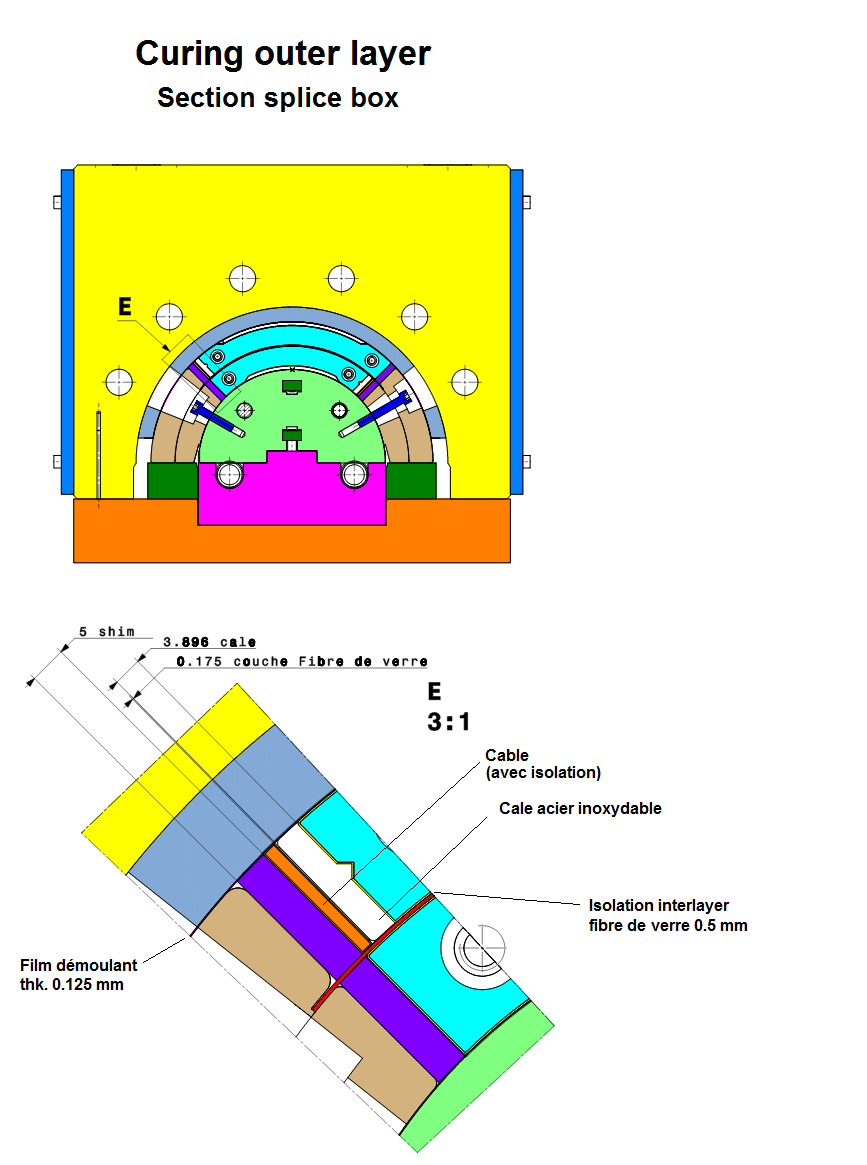 Curing outer layer
Section splice box
E
5 shim
3.896 cale
0.175 couche Fibre de verre
E
3:1
Cable
(avec isolation)
Cale acier inoxydable
Isolation interlayer
fibre de verre 0.5 mm
Film démoulant
thk. 0.125 mm